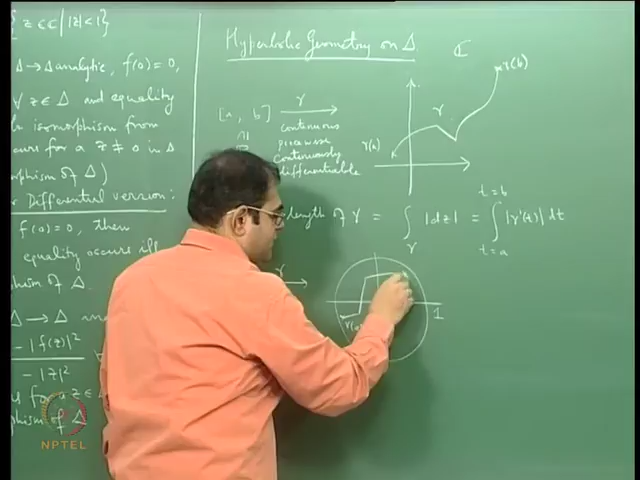 {z ∈ ℂ | |z| < 1}
Δ → Δ analytic, f(0) = 0,
∀ z ∈ Δ and equality
isomorphism from
for a z ≠ 0 in Δ
morphism of Δ)
Differential version:
f(0) = 0, then
equality occurs iff
morphism of Δ.
Δ → Δ
- |f(z)|²
- |z|²
for a z ∈ Δ
of Δ
Hyperbolic Geometry on Δ
ℂ
[a, b] γ
continuous
piecewise
continuously
differentiable
γ(b)
γ
γ(b)
length of γ = ∫ |dz| = ∫ |γ'(t)| dt
γ
t = b
t = a
γ
1
NPTEL